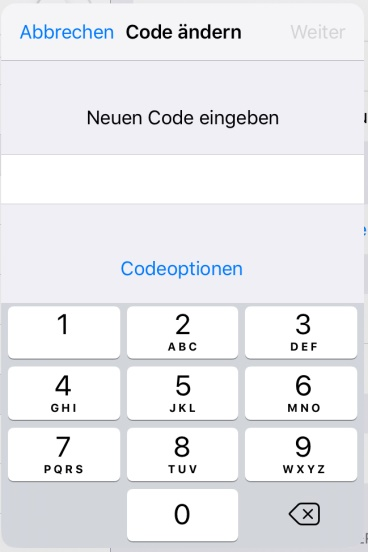 Abbrechen Code ändern Weiter
Neuen Code eingeben
Codeoptionen
1 2 3
ABC DEF
4 5 6
GHI JKL MNO
7 8 9
PQRS TUV WXYZ
0